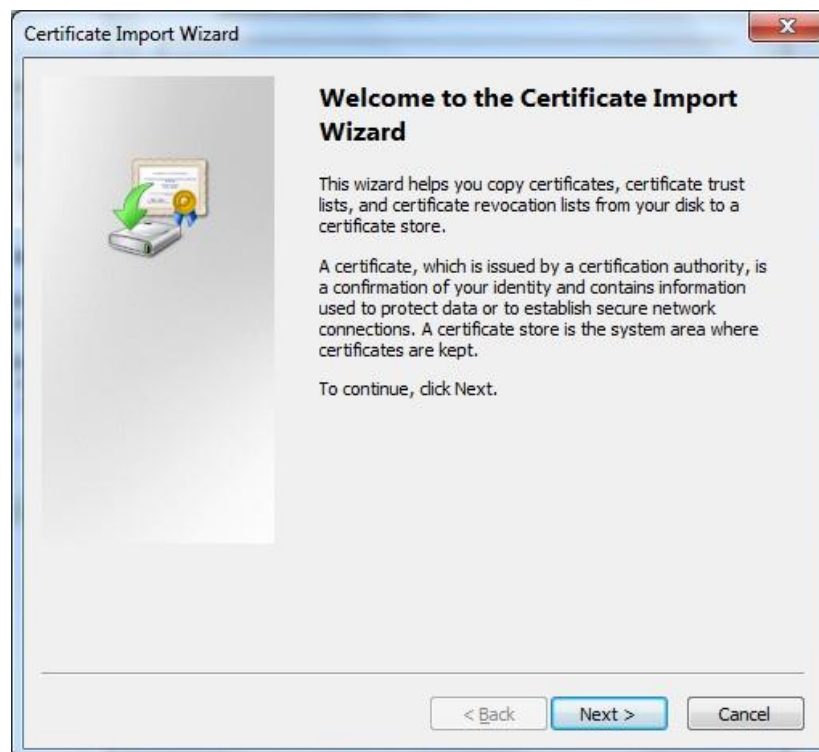 Certificate Import Wizard
Welcome to the Certificate Import
Wizard
This wizard helps you copy certificates, certificate trust
lists, and certificate revocation lists from your disk to a
certificate store.
A certificate, which is issued by a certification authority, is
a confirmation of your identity and contains information
used to protect data or to establish secure network
connections. A certificate store is the system area where
certificates are kept.
To continue, click Next.
< Back Next > Cancel